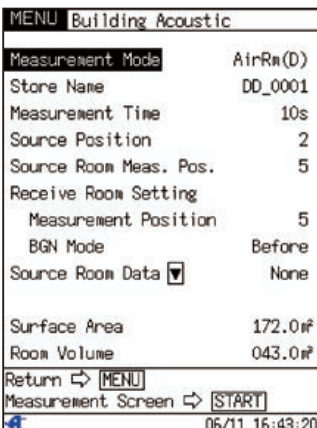 MENU Building Acoustic
Measurement Mode AirRm(D)
Store Name DD_0001
Measurement Time 10s
Source Position 2
Source Room Meas. Pos. 5
Receive Room Setting
Measurement Position 5
BGN Mode Before
Source Room Data ▼ None
Surface Area 172.0㎡
Room Volume 043.0㎥
Return ⇨ MENU
Measurement Screen ⇨ START
06/11 16:43:20